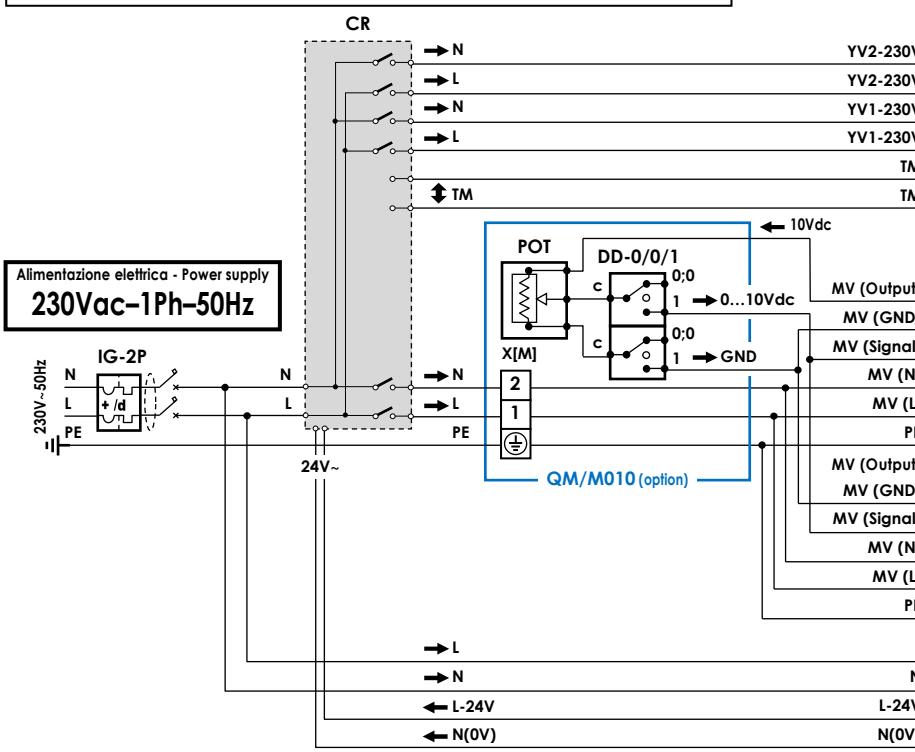 CR
N
YV2-230V
L
YV2-230V
N
YV1-230V
L
YV1-230V
TM
TM
TM
10Vdc
POT
DD-0/0/1
Alimentazione elettrica - Power supply
230Vac–1Ph–50Hz
C
0;0
1
0...10Vdc
MV (Output
MV (GND
0;0
C
1
GND
MV (Signal
230V~50Hz
IG-2P
X[M]
N
N
N
2
MV (N
+ /d
L
L
L
1
MV (L
PE
PE
PE
24V~
QM/M010 (option)
MV (Output
MV (GND
MV (Signal
MV (N
MV (L
PE
L
N
N
L-24V
L-24V
N(0V)
N(0V